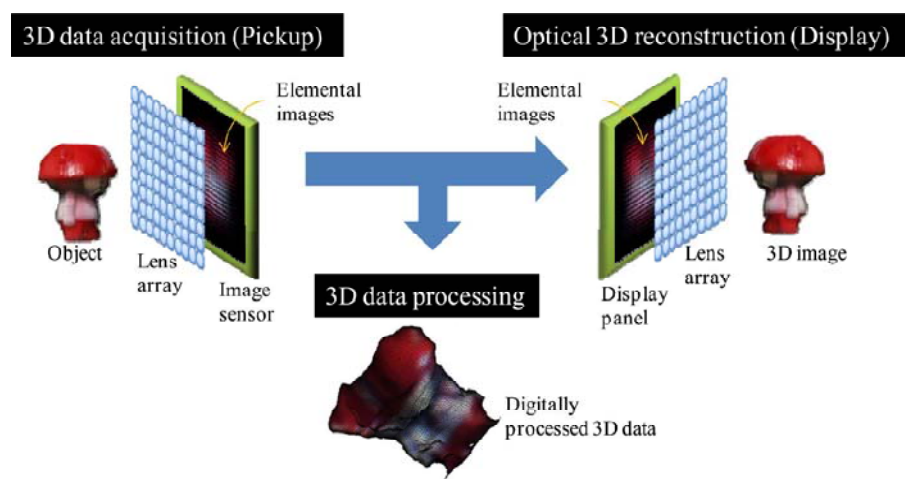 3D data acquisition (Pickup)
Optical 3D reconstruction (Display)
Elemental
images
Elemental
images
Object
Lens
array
Image
sensor
Display
panel
Lens
array
3D image
3D data processing
Digitally
processed 3D data